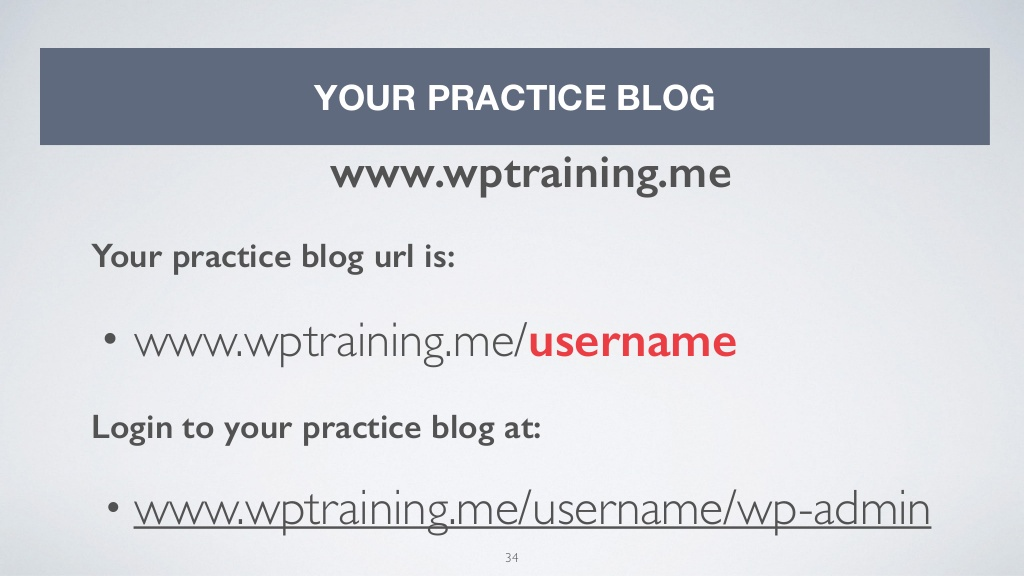 YOUR PRACTICE BLOG
www.wptraining.me
Your practice blog url is:
• www.wptraining.me/username
Login to your practice blog at:
• www.wptraining.me/username/wp-admin
34